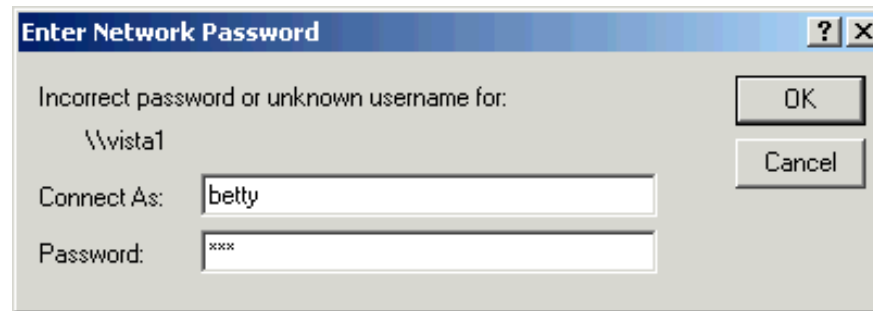 Enter Network Password
Incorrect password or unknown username for:
\\vista1
Connect As: betty
Password: ***
OK
Cancel